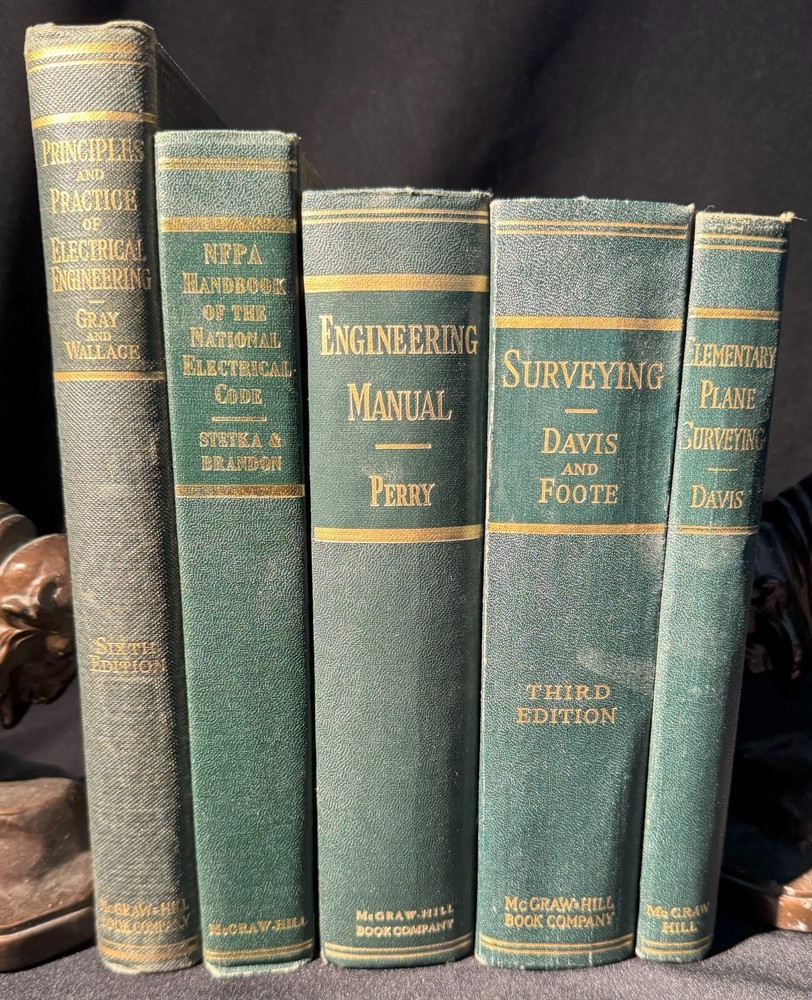 PRINCIPLES
AND
PRACTICE
OF
ELECTRICAL
ENGINEERING
GRAY
AND
WALLACE
SIXTH
EDITION
MCGRAW-HILL
BOOK COMPANY
NFPA
HANDBOOK
OF THE
NATIONAL
ELECTRICAL
CODE
STETKA &
BRANDON
MCGRAW-HILL
ENGINEERING
MANUAL
PERRY
McGRAW-HILL
BOOK COMPANY
SURVEYING
DAVIS
AND
FOOTE
THIRD
EDITION
McGRAW-HILL
BOOK COMPANY
ELEMENTARY
PLANE
SURVEYING
DAVIS
McGRAW
HILL